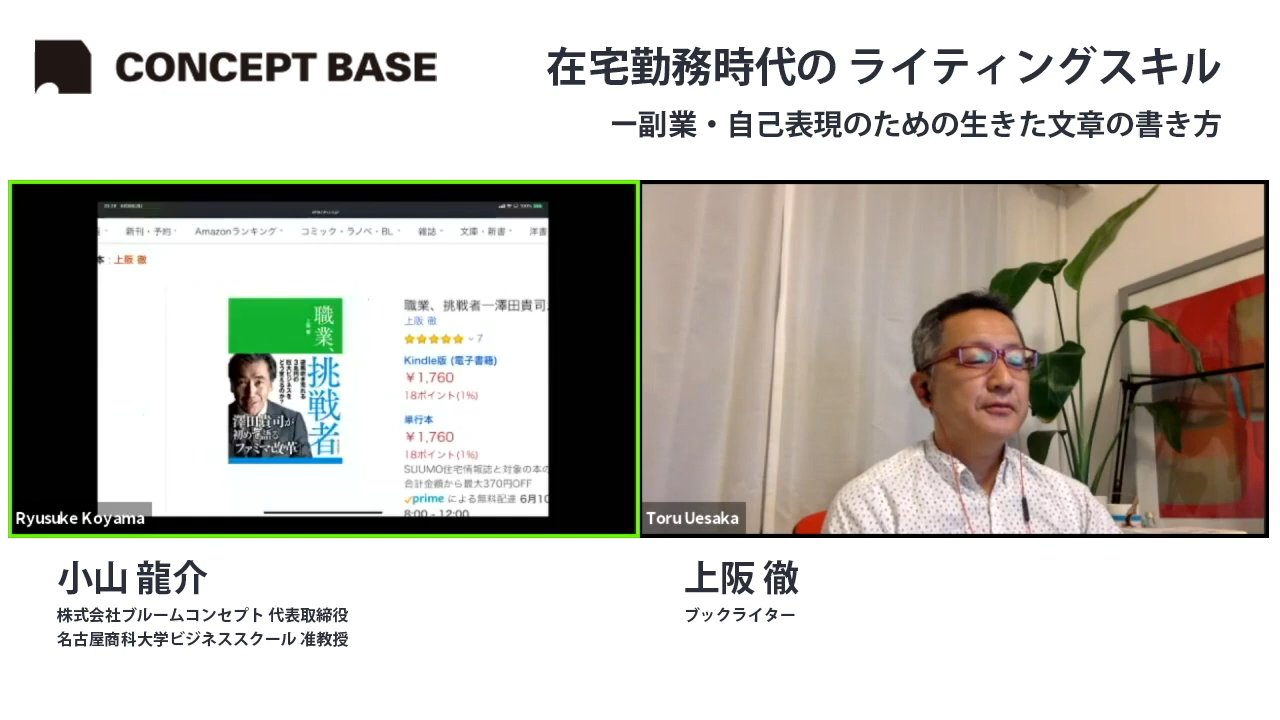 CONCEPT BASE
在宅勤務時代の ライティングスキル
ー副業・自己表現のための生きた文章の書き方
新刊・予約
Amazonランキング
コミック・ラノベ・BL
雑誌
文庫・新書
洋書
本 : 上阪 徹
職業、挑戦者―澤田貴司
上阪 徹
7
Kindle版 (電子書籍)
￥1,760
18ポイント(1%)
単行本
￥1,760
18ポイント(1%)
SUUMO住宅情報誌と対象の本の
合計金額から最大370円OFF
prime による無料配達 6月10
8:00 - 12:00
職業、
挑戦者
上阪 徹
澤田貴司が
初めて語る
ファミマ改革
Ryusuke Koyama
Toru Uesaka
小山 龍介
株式会社ブルームコンセプト 代表取締役
名古屋商科大学ビジネススクール 准教授
上阪 徹
ブックライター